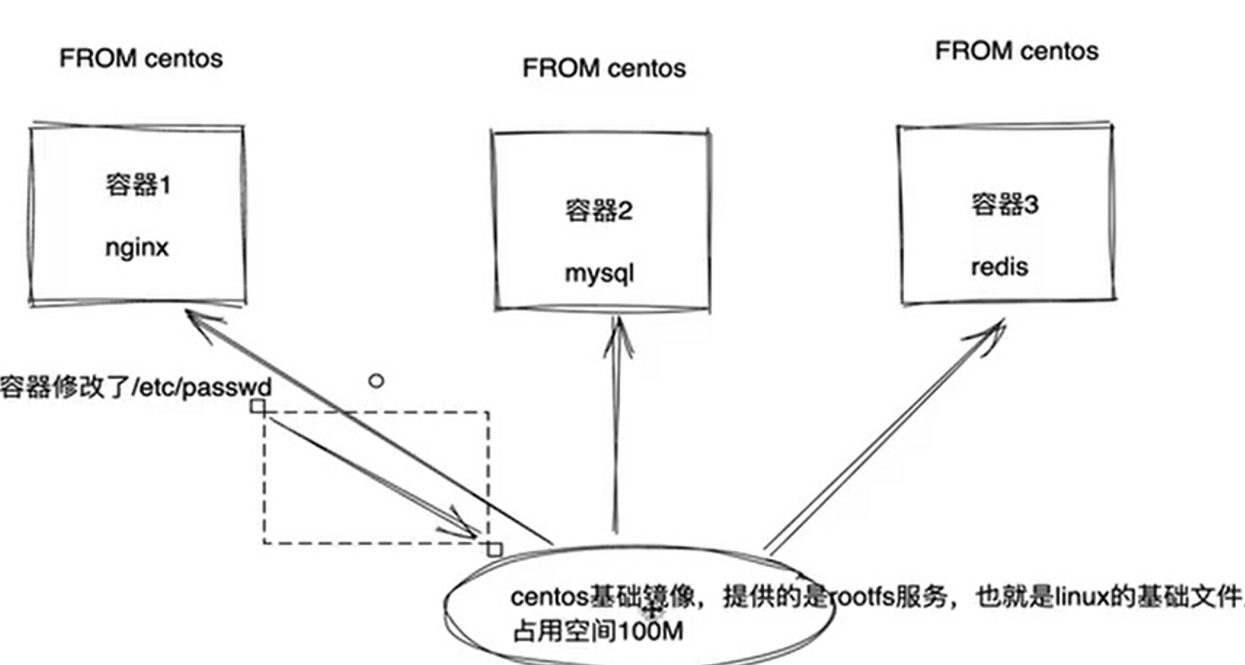 FROM centos
FROM centos
FROM centos
容器1
nginx
容器2
mysql
容器3
redis
容器修改了/etc/passwd
centos基础镜像，提供的是rootfs服务，也就是linux的基础文件
占用空间100M